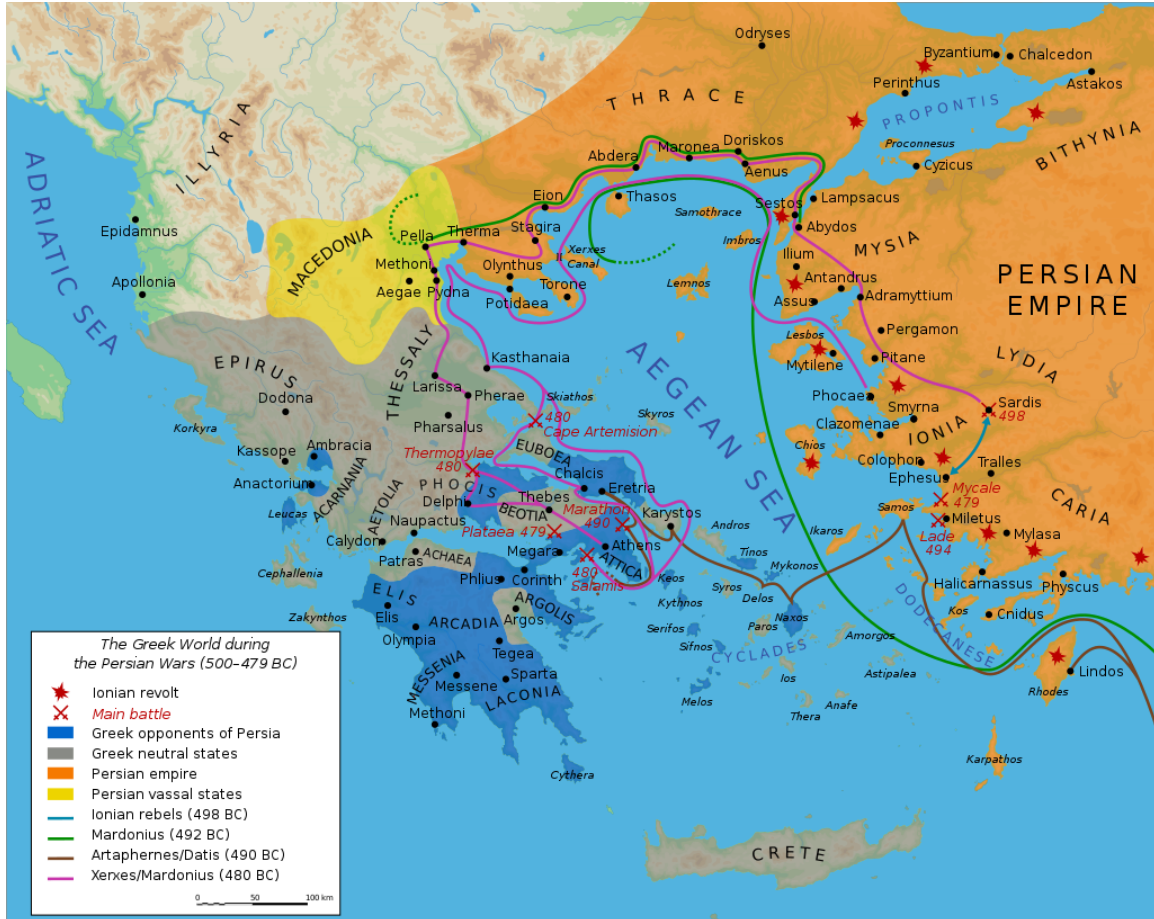 Odryses
Byzantium
Chalcedon
Perinthus
Astakos
THRACE
PROPONTIS
BITHYNIA
ILLYRIA
ADRIATIC SEA
Doriskos
Maronea
Abdera
Aenus
Proconnesus
Cyzicus
Eion
Thasos
Samothrace
Sestos
Lampsacus
Epidamnus
Pella
Therma
Stagira
Imbros
Abydos
MYSIA
MACEDONIA
Methoni
Xerxes
Canal
Ilium
Olynthus
Antandrus
PERSIAN
EMPIRE
Apollonia
Aegae
Pydna
Potidaea
Torone
Lemnos
Assus
Adramyttium
THESSALY
Lesbos
Pergamon
EPIRUS
Kasthanaia
AEGEAN SEA
Mytilene
Pitane
LYDIA
Larissa
Pherae
Skiathos
Dodona
Phocaea
Sardis
498
Korkyra
Pharsalus
480
Cape Artemision
Skyros
Smyrna
Clazomenae
IONIA
Kassope
Ambracia
Thermopylae
480
EUBOEA
Chios
Colophon
Anactorium
ACARNANIA
PHOCIS
Chalcis
Eretria
Ephesus
Tralles
Mycale
479
Leucas
AETOLIA
Delphi
Thebes
BEOTIA
Marathon
490
Karystos
Samos
CARIA
Naupactus
Calydon
Plataea 479
Andros
Ikaros
Miletus
Lade
494
Mylasa
Patras
ACHAEA
Megara
Athens
ATTICA
Tinos
Mykonos
Cephallenia
Phlius
Corinth
480
Salamis
Keos
Syros
Delos
Halicarnassus
Physcus
ELIS
Elis
ARGOLIS
Argos
Kythnos
Naxos
DODECANESE
Kos
Cnidus
Zakynthos
ARCADIA
Olympia
Serifos
Paros
Amorgos
Tegea
Sifnos
CYCLADES
MESSENIA
Messene
Sparta
LACONIA
Ios
Astipalea
Lindos
Rhodes
Methoni
Melos
Thera
Anafe
Cythera
Karpathos
CRETE
The Greek World during
the Persian Wars (500–479 BC)
Ionian revolt
Main battle
Greek opponents of Persia
Greek neutral states
Persian empire
Persian vassal states
Ionian rebels (498 BC)
Mardonius (492 BC)
Artaphernes/Datis (490 BC)
Xerxes/Mardonius (480 BC)
0 50 100 km